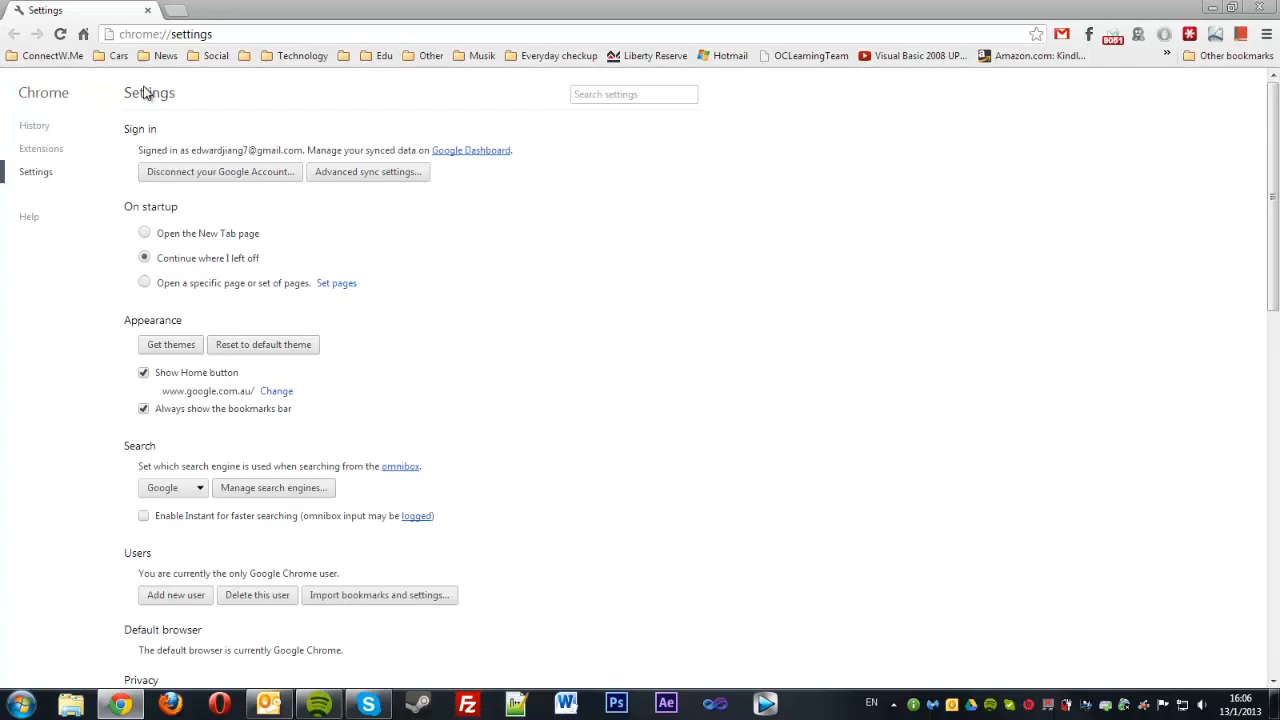 Settings
chrome://settings
9051
ConnectW.Me Cars News Social Technology Edu Other Musik Everyday checkup Liberty Reserve Hotmail OCLearningTeam Visual Basic 2008 UP... Amazon.com: Kindl... » Other bookmarks
Chrome
History
Extensions
Settings
Help
Settings
Search settings
Sign in
Signed in as edwardjiang7@gmail.com. Manage your synced data on Google Dashboard.
Disconnect your Google Account... Advanced sync settings...
On startup
Open the New Tab page
Continue where I left off
Open a specific page or set of pages. Set pages
Appearance
Get themes Reset to default theme
Show Home button
www.google.com.au/ Change
Always show the bookmarks bar
Search
Set which search engine is used when searching from the omnibox.
Google Manage search engines...
Enable Instant for faster searching (omnibox input may be logged)
Users
You are currently the only Google Chrome user.
Add new user Delete this user Import bookmarks and settings...
Default browser
The default browser is currently Google Chrome.
Privacy
Fz W Ps Ae
EN
16:06
13/1/2013